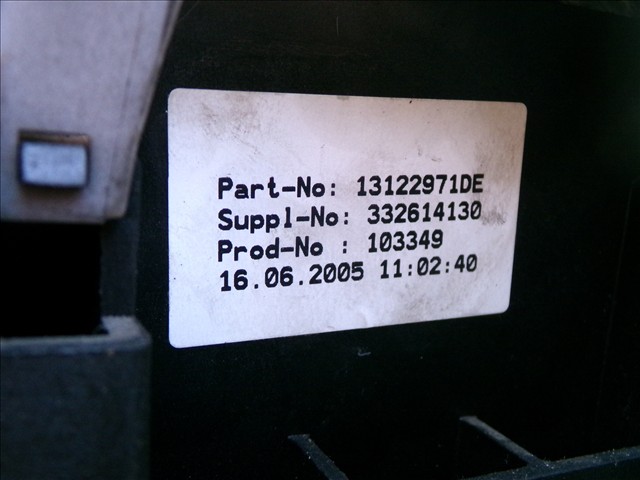 Part-No: 13122971DE
Suppl-No: 332614130
Prod-No : 103349
16.06.2005 11:02:40